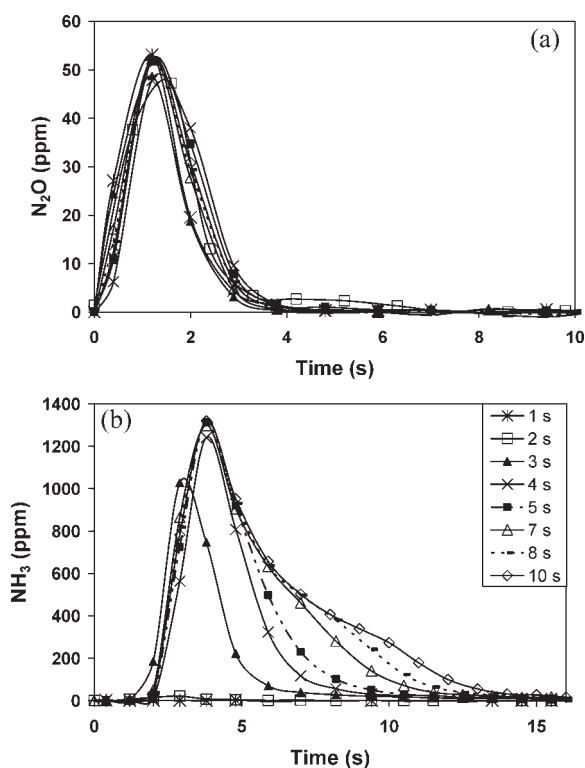 (a)
60
50
40
30
20
10
0
N₂O (ppm)
0 2 4 6 8 10
Time (s)
(b)
1400
1200
1000
800
600
400
200
0
NH₃ (ppm)
1 s
2 s
3 s
4 s
5 s
7 s
8 s
10 s
0 5 10 15
Time (s)